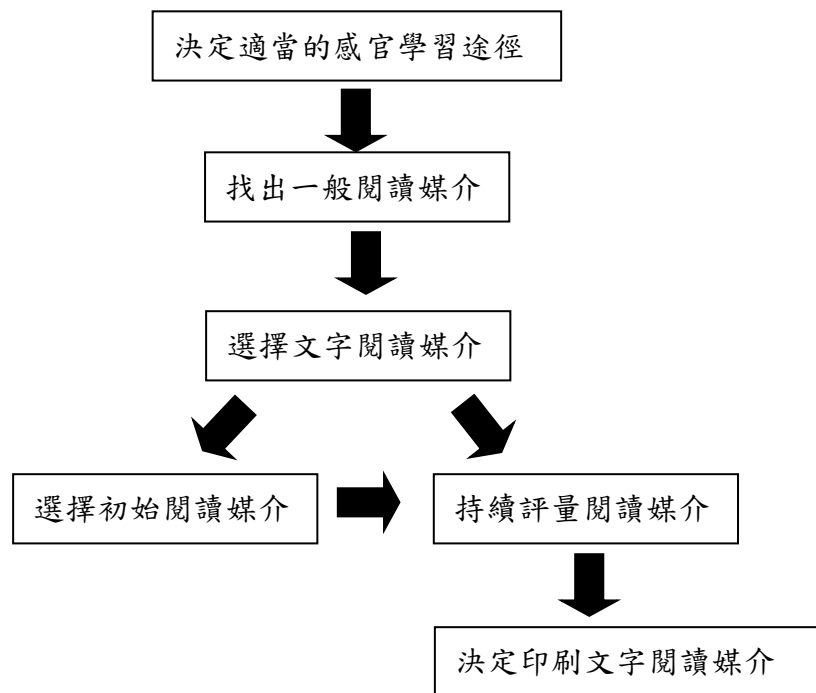 決定適當的感官學習途徑
找出一般閱讀媒介
選擇文字閱讀媒介
選擇初始閱讀媒介
持續評量閱讀媒介
決定印刷文字閱讀媒介